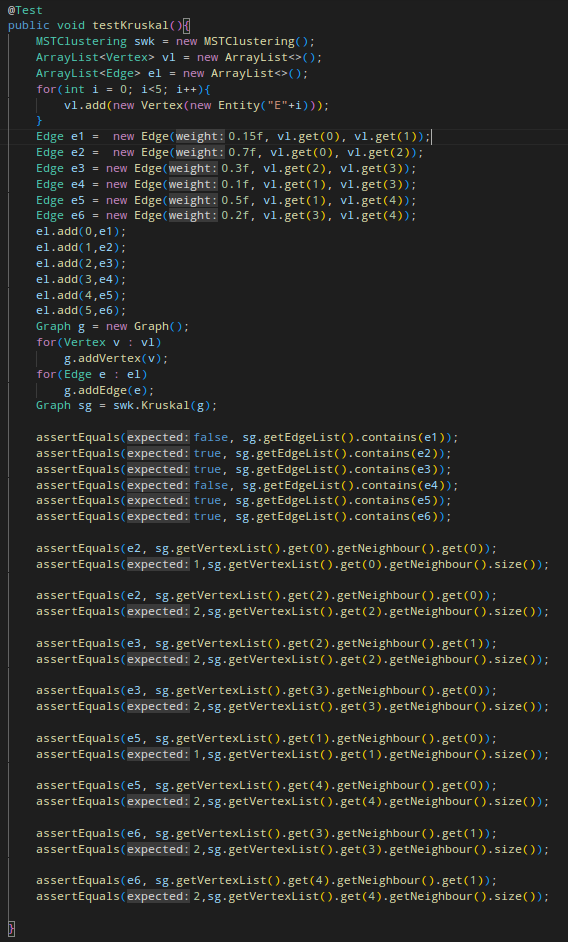 @Test
public void testKruskal(){
    MSTClustering swk = new MSTClustering();
    ArrayList<Vertex> vl = new ArrayList<>();
    ArrayList<Edge> el = new ArrayList<>();
    for(int i = 0; i<5; i++){
        vl.add(new Vertex(new Entity("E"+i)));
    }
    Edge e1 =  new Edge(weight: 0.15f, vl.get(0), vl.get(1));
    Edge e2 =  new Edge(weight: 0.7f, vl.get(0), vl.get(2));
    Edge e3 = new Edge(weight: 0.3f, vl.get(2), vl.get(3));
    Edge e4 = new Edge(weight: 0.1f, vl.get(1), vl.get(3));
    Edge e5 = new Edge(weight: 0.5f, vl.get(1), vl.get(4));
    Edge e6 = new Edge(weight: 0.2f, vl.get(3), vl.get(4));
    el.add(0,e1);
    el.add(1,e2);
    el.add(2,e3);
    el.add(3,e4);
    el.add(4,e5);
    el.add(5,e6);
    Graph g = new Graph();
    for(Vertex v : vl)
        g.addVertex(v);
    for(Edge e : el)
        g.addEdge(e);
    Graph sg = swk.Kruskal(g);

    assertEquals(expected: false, sg.getEdgeList().contains(e1));
    assertEquals(expected: true, sg.getEdgeList().contains(e2));
    assertEquals(expected: true, sg.getEdgeList().contains(e3));
    assertEquals(expected: false, sg.getEdgeList().contains(e4));
    assertEquals(expected: true, sg.getEdgeList().contains(e5));
    assertEquals(expected: true, sg.getEdgeList().contains(e6));

    assertEquals(e2, sg.getVertexList().get(0).getNeighbour().get(0));
    assertEquals(expected: 1,sg.getVertexList().get(0).getNeighbour().size());

    assertEquals(e2, sg.getVertexList().get(2).getNeighbour().get(0));
    assertEquals(expected: 2,sg.getVertexList().get(2).getNeighbour().size());

    assertEquals(e3, sg.getVertexList().get(2).getNeighbour().get(1));
    assertEquals(expected: 2,sg.getVertexList().get(2).getNeighbour().size());

    assertEquals(e3, sg.getVertexList().get(3).getNeighbour().get(0));
    assertEquals(expected: 2,sg.getVertexList().get(3).getNeighbour().size());

    assertEquals(e5, sg.getVertexList().get(1).getNeighbour().get(0));
    assertEquals(expected: 1,sg.getVertexList().get(1).getNeighbour().size());

    assertEquals(e5, sg.getVertexList().get(4).getNeighbour().get(0));
    assertEquals(expected: 2,sg.getVertexList().get(4).getNeighbour().size());

    assertEquals(e6, sg.getVertexList().get(3).getNeighbour().get(1));
    assertEquals(expected: 2,sg.getVertexList().get(3).getNeighbour().size());

    assertEquals(e6, sg.getVertexList().get(4).getNeighbour().get(1));
    assertEquals(expected: 2,sg.getVertexList().get(4).getNeighbour().size());

}